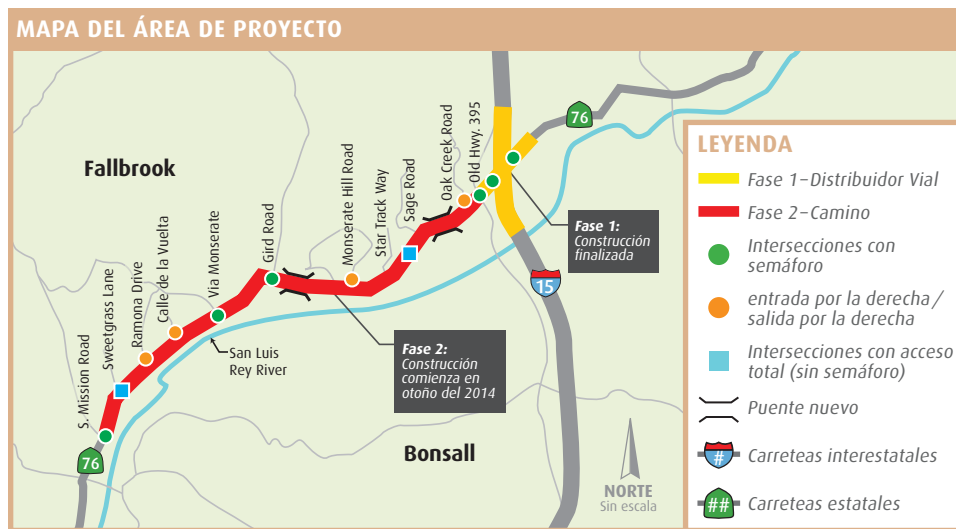 MAPA DEL ÁREA DE PROYECTO
Fallbrook
S. Mission Road
Sweetgrass Lane
Ramona Drive
Calle de la Vuelta
Via Monserate
Gird Road
Monserate Hill Road
Star Track Way
Sage Road
Oak Creek Road
Old Hwy. 395
76
15
76
San Luis
Rey River
Fase 1:
Construcción
finalizada
Fase 2:
Construcción
comienza en
otoño del 2014
Bonsall
NORTE
Sin escala
LEYENDA
Fase 1–Distribuidor Vial
Fase 2–Camino
Intersecciones con
semáforo
entrada por la derecha/
salida por la derecha
Intersecciones con acceso
total (sin semáforo)
Puente nuevo
#
Carreteas interestatales
##
Carreteas estatales